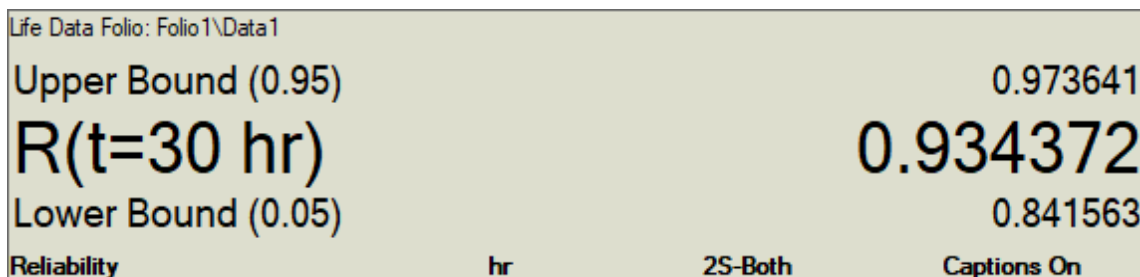 Life Data Folio: Folio1\Data1
Upper Bound (0.95) 0.973641
R(t=30 hr) 0.934372
Lower Bound (0.05) 0.841563
Reliability hr 2S-Both Captions On